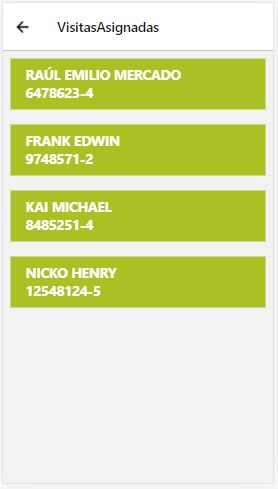 VisitasAsignadas
RAÚL EMILIO MERCADO
6478623-4
FRANK EDWIN
9748571-2
KAI MICHAEL
8485251-4
NICKO HENRY
12548124-5